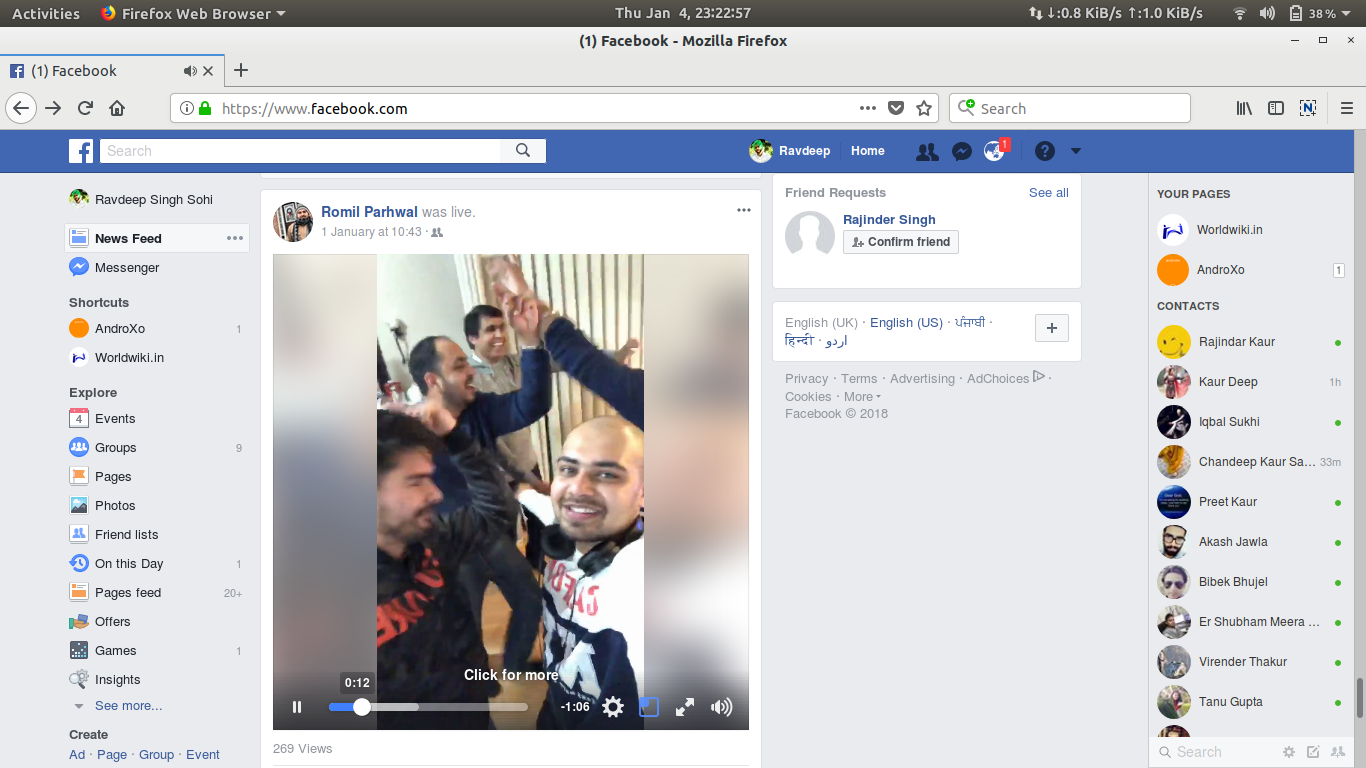 Activities Firefox Web Browser Thu Jan 4, 23:22:57 ↓:0.8 KiB/s ↑:1.0 KiB/s 38%
(1) Facebook - Mozilla Firefox
(1) Facebook
https://www.facebook.com Search
Search Ravdeep Home 1
Ravdeep Singh Sohi
News Feed
Messenger
Shortcuts
AndroXo 1
Worldwiki.in
Explore
4 Events
Groups 9
Pages
Photos
Friend lists
On this Day 1
Pages feed 20+
Offers
Games 1
Insights
See more...
Create
Ad · Page · Group · Event
Romil Parhwal was live.
1 January at 10:43 ·
Click for more
0:12
-1:06
269 Views
Friend Requests See all
Rajinder Singh
Confirm friend
English (UK) · English (US) · ਪੰਜਾਬੀ ·
हिन्दी · اردو
Privacy · Terms · Advertising · AdChoices ·
Cookies · More
Facebook © 2018
YOUR PAGES
Worldwiki.in
AndroXo 1
CONTACTS
Rajindar Kaur
Kaur Deep 1h
Iqbal Sukhi
Chandeep Kaur Sa... 33m
Preet Kaur
Akash Jawla
Bibek Bhujel
Er Shubham Meera ...
Virender Thakur
Tanu Gupta
Search